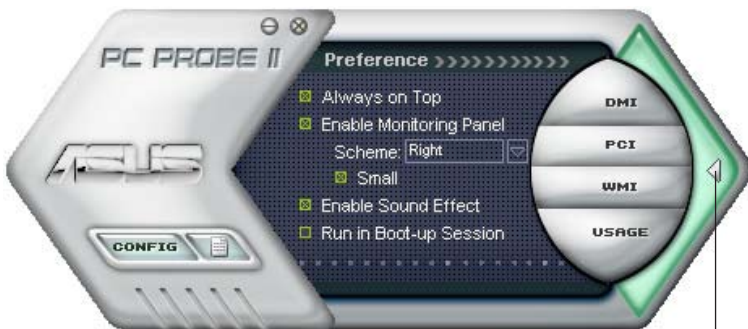 PC PROBE II
Preference >>>>>>>>>>>
Always on Top
Enable Monitoring Panel
Scheme: Right
Small
Enable Sound Effect
Run in Boot-up Session
ASUS
CONFIG
DMI
PCI
WMI
USAGE